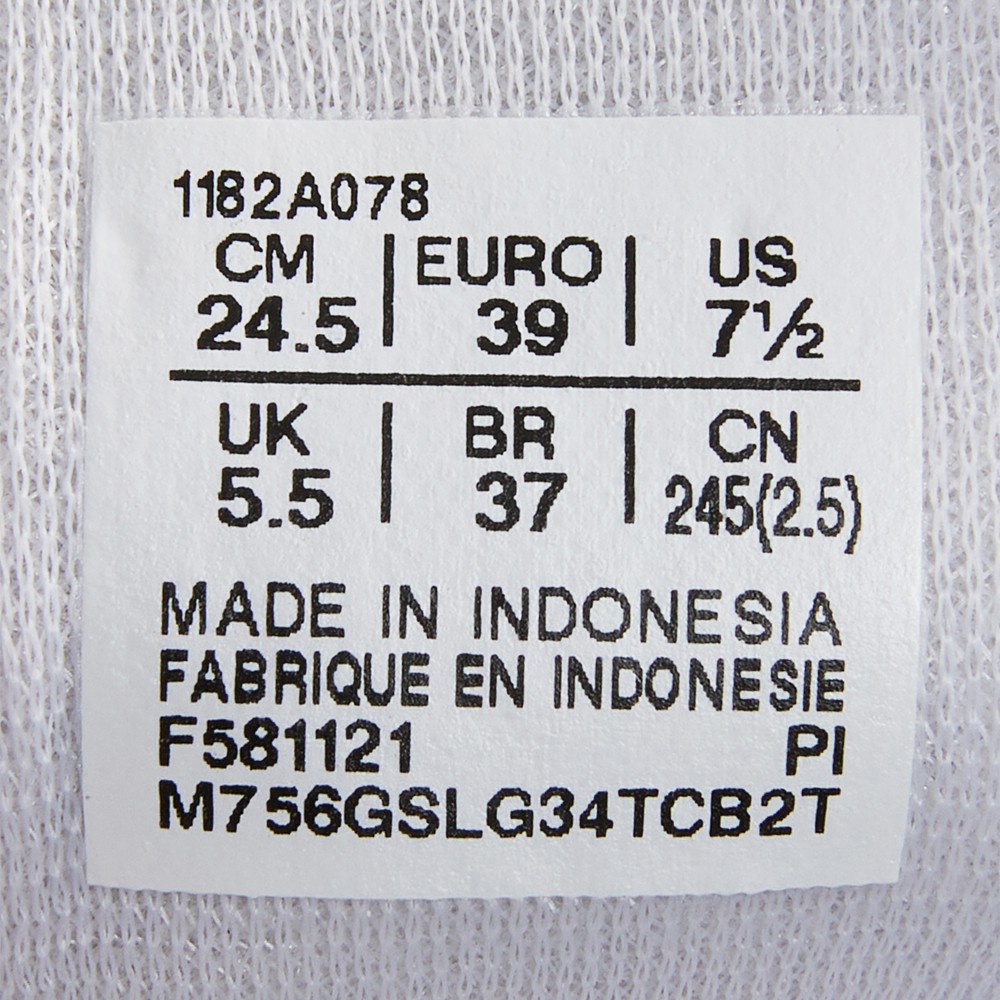 1182A078
CM | EURO | US
24.5 | 39 | 7½
UK | BR | CN
5.5 | 37 | 245(2.5)
MADE IN INDONESIA
FABRIQUE EN INDONESIE
F581121 PI
M756GSLG34TCB2T